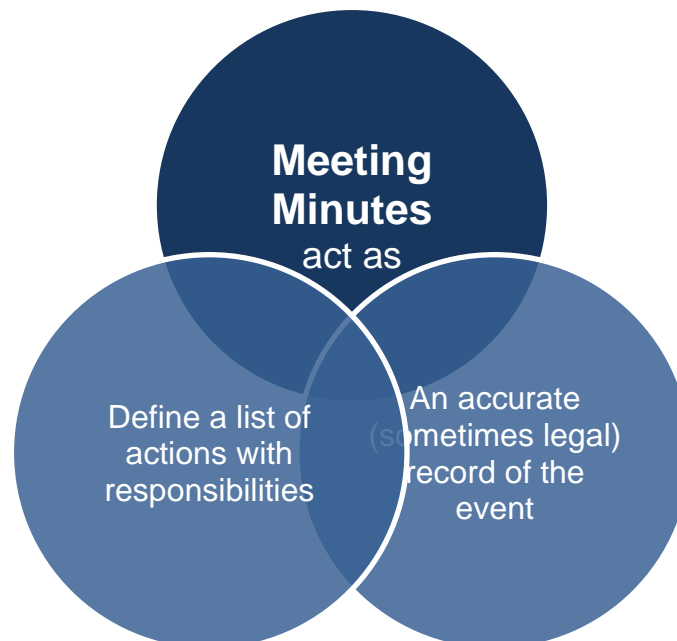 Meeting
Minutes
act as
Define a list of
actions with
responsibilities
An accurate
(sometimes legal)
record of the
event